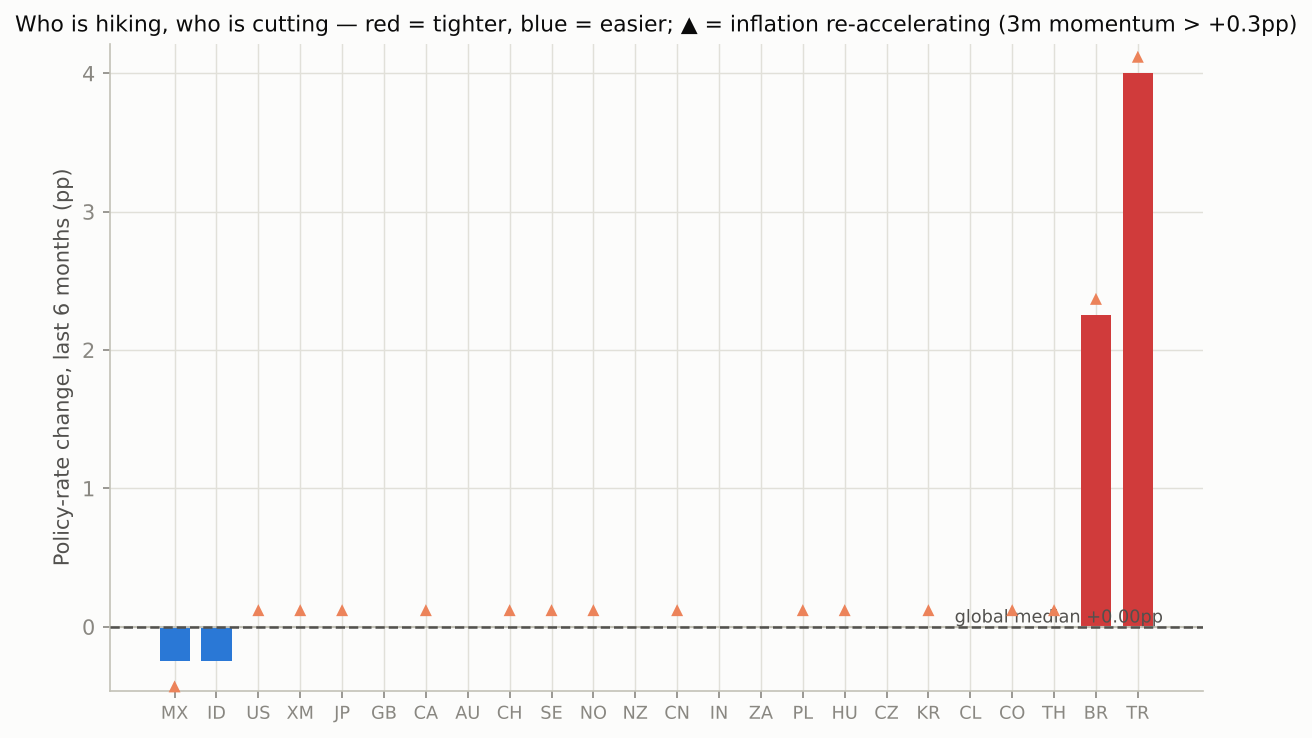 Who is hiking, who is cutting — red = tighter, blue = easier; ▲ = inflation re-accelerating (3m momentum > +0.3pp)
Policy-rate change, last 6 months (pp)
4
3
2
1
0
global median +0.00pp
MX ID US XM JP GB CA AU CH SE NO NZ CN IN ZA PL HU CZ KR CL CO TH BR TR